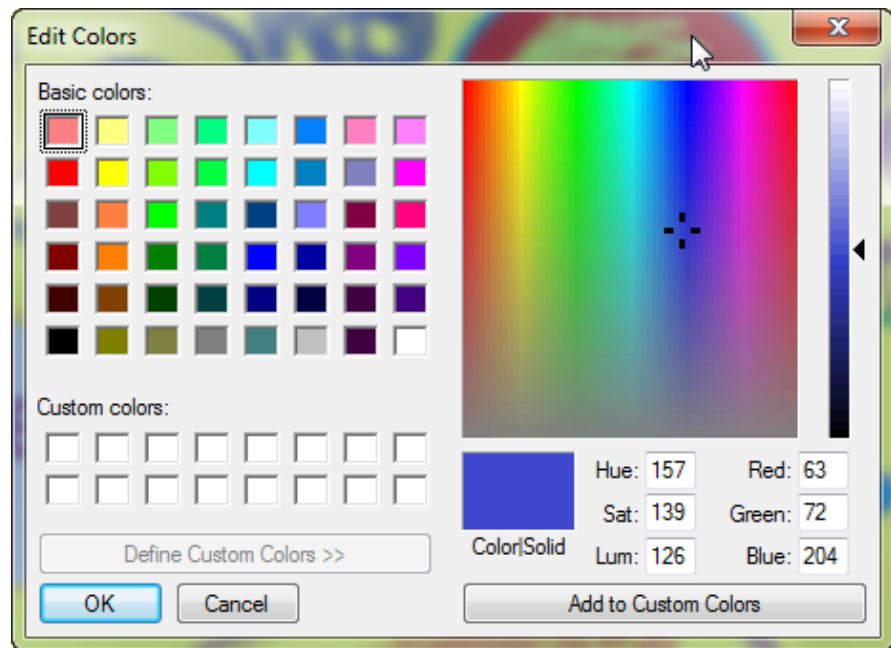 Edit Colors
Basic colors:
Custom colors:
Define Custom Colors >>
OK Cancel
Color|Solid
Hue: 157 Red: 63
Sat: 139 Green: 72
Lum: 126 Blue: 204
Add to Custom Colors